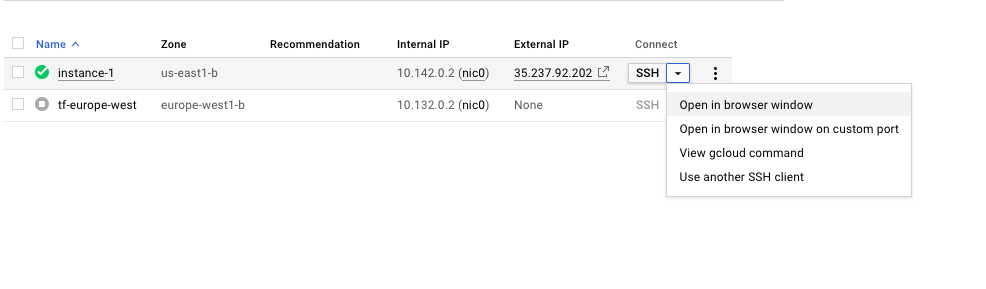 Name Zone Recommendation Internal IP External IP Connect
instance-1 us-east1-b 10.142.0.2 (nic0) 35.237.92.202 SSH
tf-europe-west europe-west1-b 10.132.0.2 (nic0) None SSH
Open in browser window
Open in browser window on custom port
View gcloud command
Use another SSH client